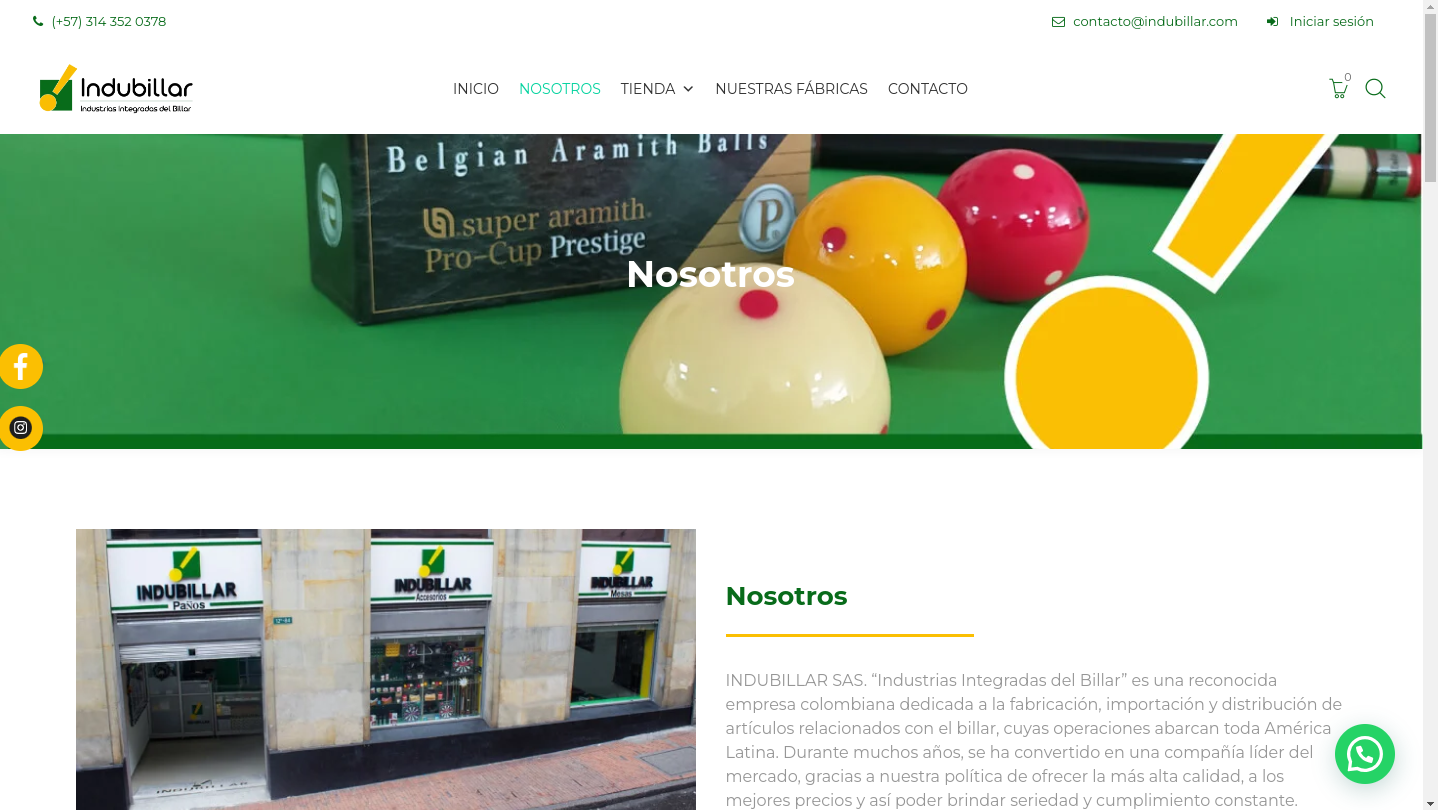 (+57) 314 352 0378
contacto@indubillar.com
Iniciar sesión
Indubillar
Industrias Integradas del Billar
INICIO
NOSOTROS
TIENDA
NUESTRAS FÁBRICAS
CONTACTO
0
Belgian Aramith Balls
super aramith
Pro-Cup Prestige
P
Nosotros
INDUBILLAR
Paños
INDUBILLAR
Accesorios
INDUBILLAR
Mesas
INDUBILLAR
Nosotros
INDUBILLAR SAS. “Industrias Integradas del Billar” es una reconocida
empresa colombiana dedicada a la fabricación, importación y distribución de
artículos relacionados con el billar, cuyas operaciones abarcan toda América
Latina. Durante muchos años, se ha convertido en una compañía líder del
mercado, gracias a nuestra política de ofrecer la más alta calidad, a los
mejores precios y así poder brindar seriedad y cumplimiento constante.